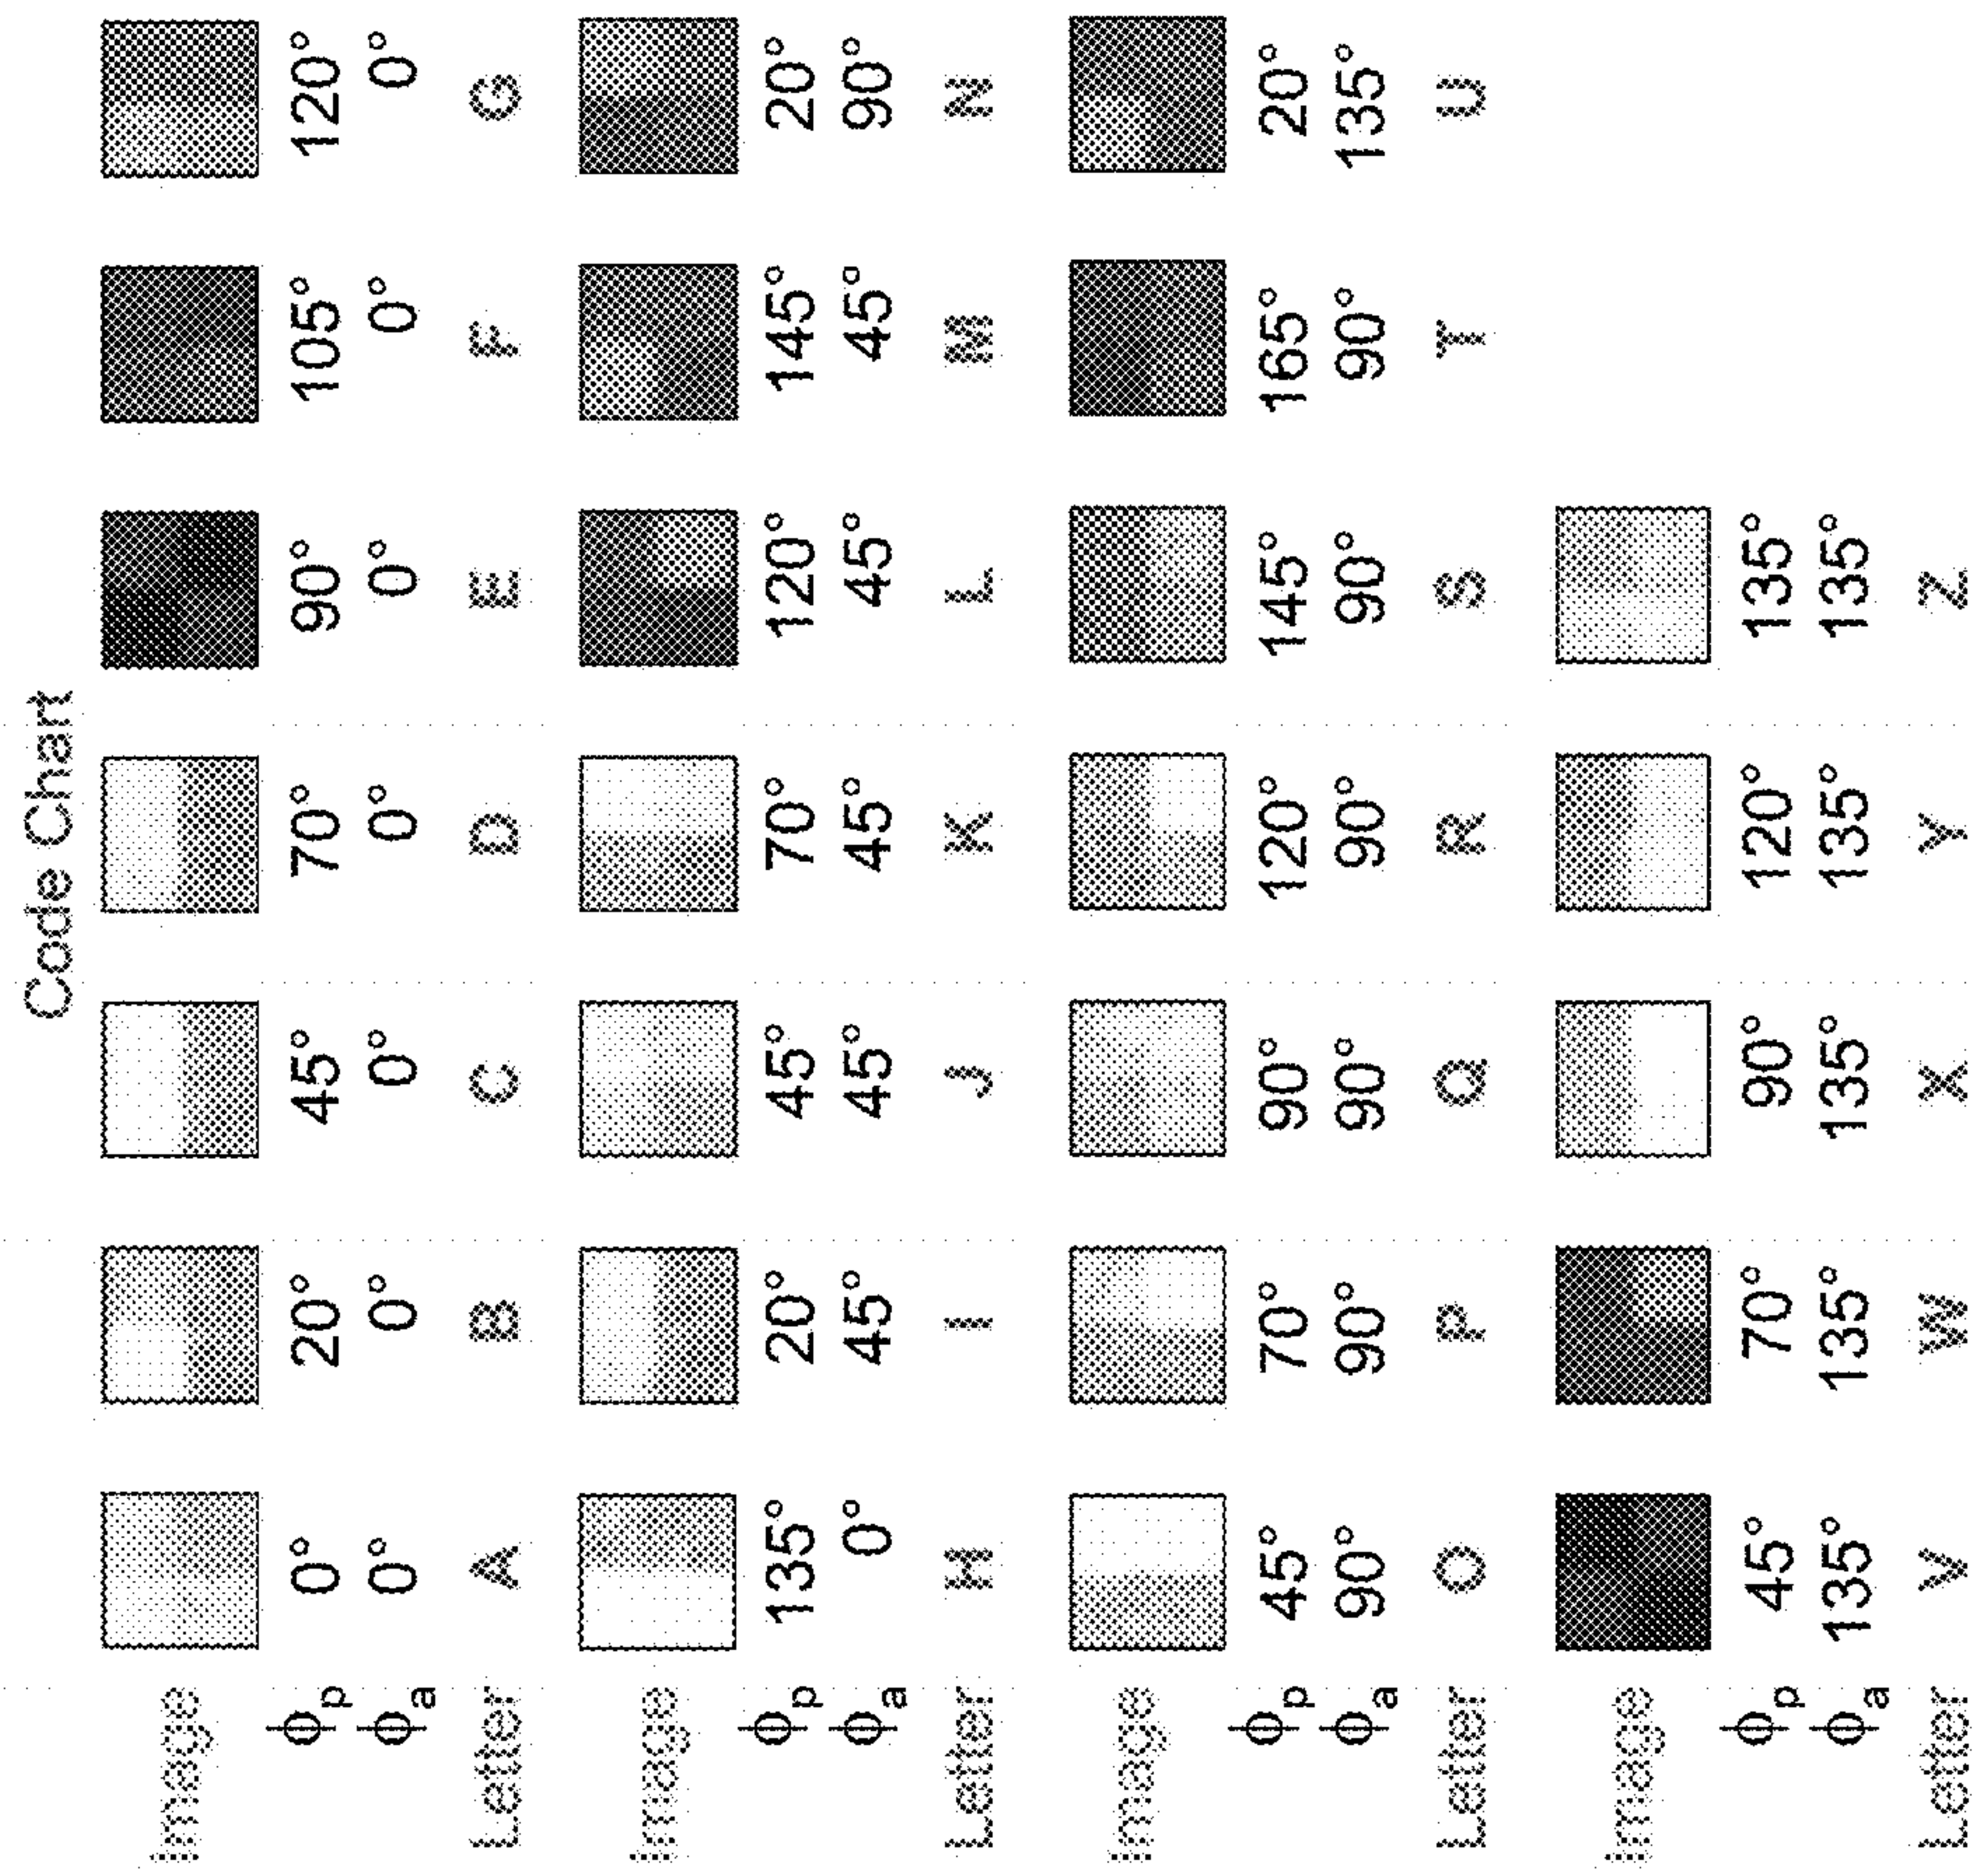 Code Chart
Image
ϕp 0° 20° 45° 70° 90° 105° 120°
ϕa 0° 0° 0° 0° 0° 0° 0°
Letter A B C D E F G
Image
ϕp 135° 20° 45° 70° 120° 145° 20°
ϕa 0° 45° 45° 45° 45° 45° 90°
Letter H I J K L M N
Image
ϕp 45° 70° 90° 120° 145° 165° 20°
ϕa 90° 90° 90° 90° 90° 90° 135°
Letter O P Q R S T U
Image
ϕp 45° 70° 90° 120° 135°
ϕa 135° 135° 135° 135° 135°
Letter V W X Y Z